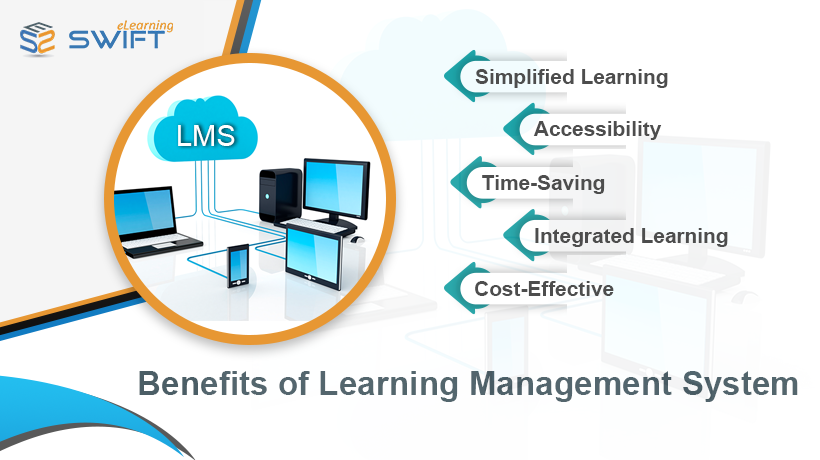 eLearning
SWIFT
LMS
Simplified Learning
Accessibility
Time-Saving
Integrated Learning
Cost-Effective
Benefits of Learning Management System